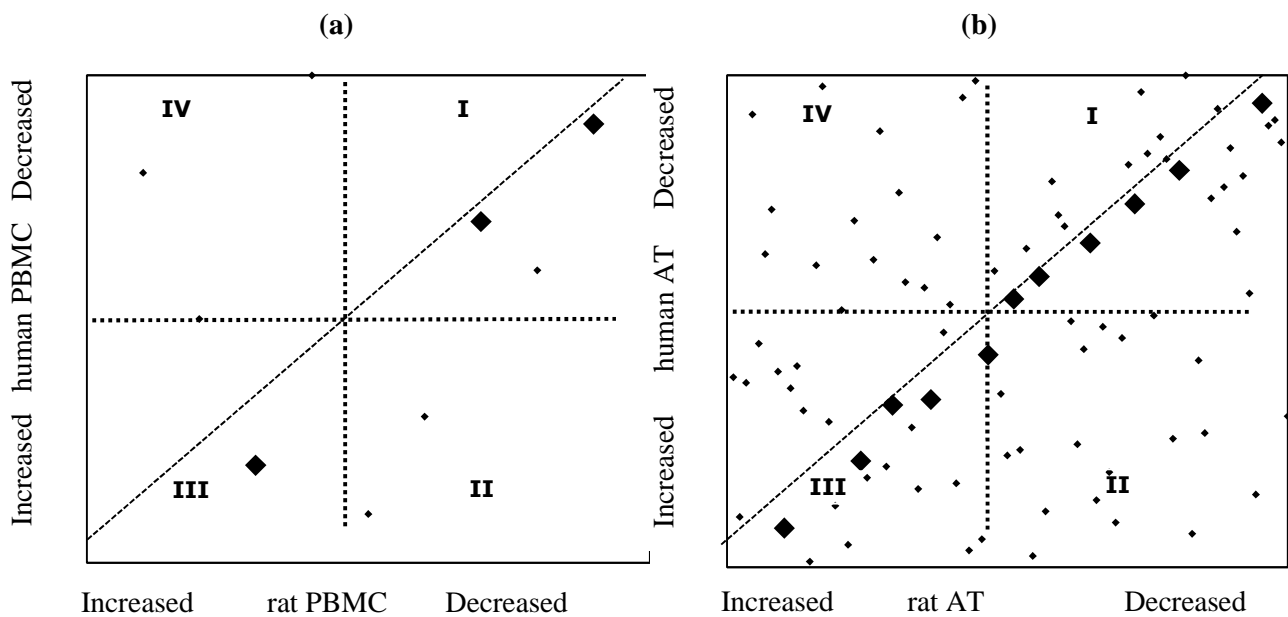 (a)
(b)
IV
I
III
II
Increased human PBMC Decreased
Increased rat PBMC Decreased
IV
I
III
II
Increased human AT Decreased
Increased rat AT Decreased